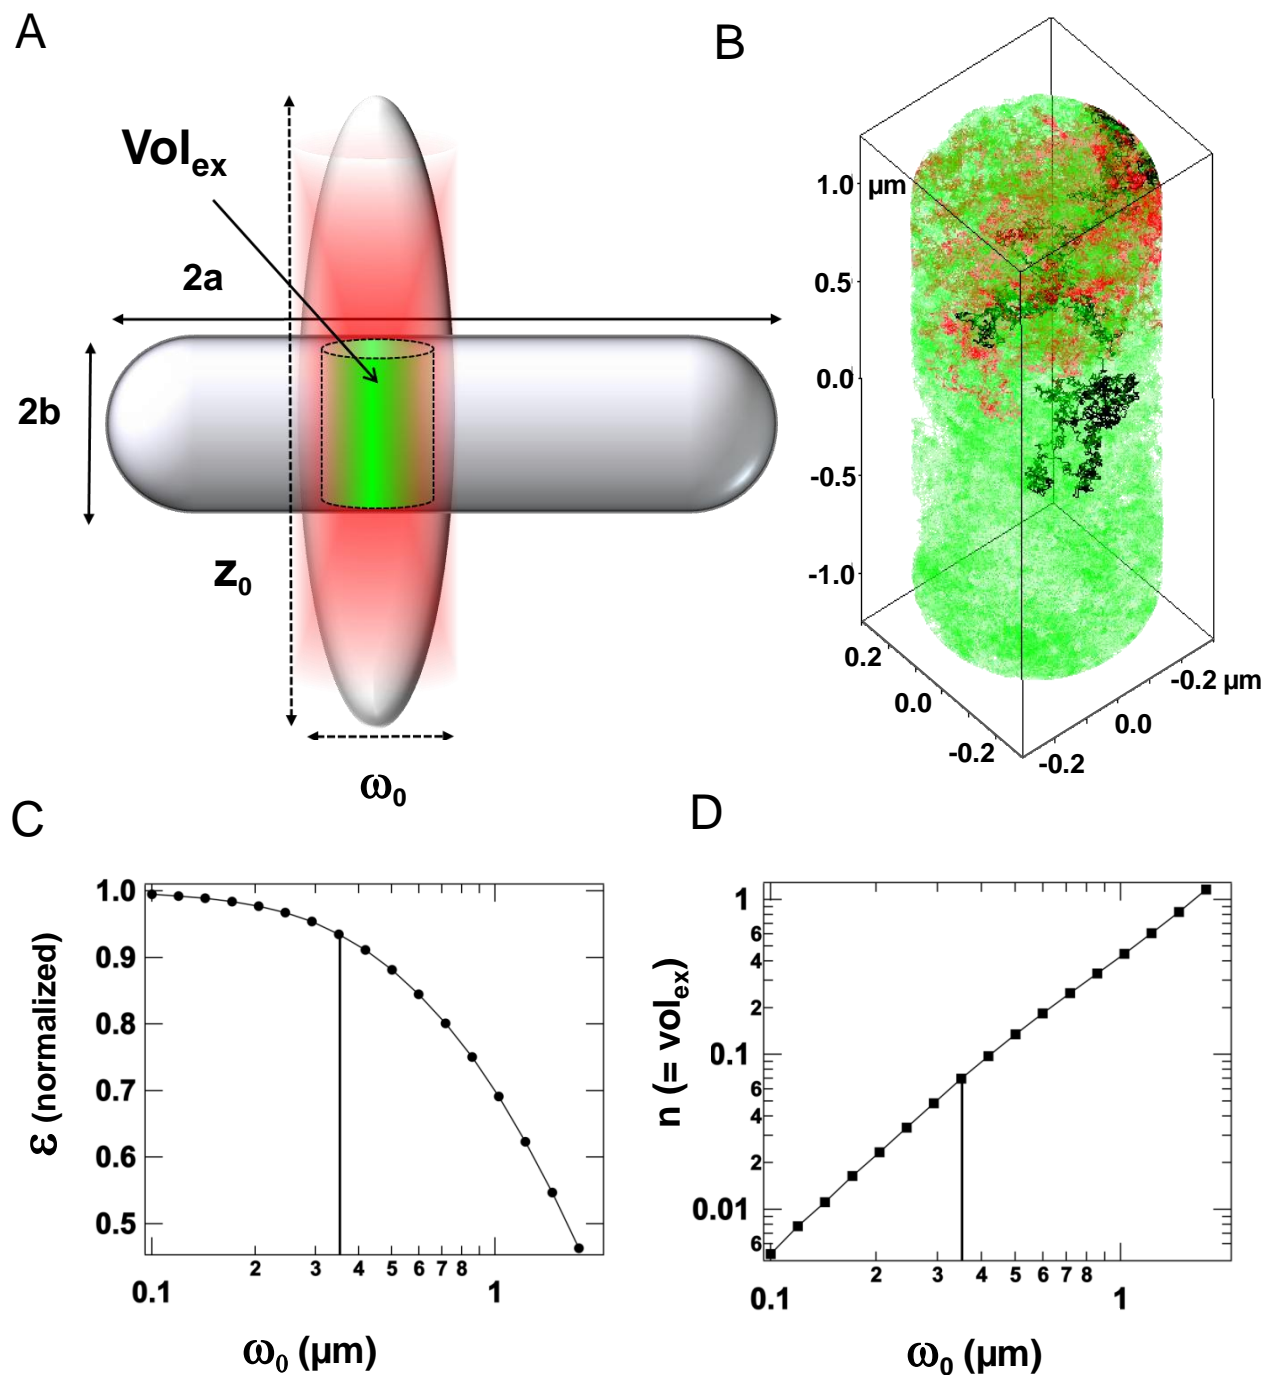 A
Vol_ex
2a
2b
z_0
ω_0
B
1.0
µm
0.5
0.0
-0.5
-1.0
0.2
0.0
-0.2
-0.2
0.0
-0.2 µm
C
ε (normalized)
1.0
0.9
0.8
0.7
0.6
0.5
2 3 4 5 6 7 8
0.1 1
ω_0 (µm)
D
n (= vol_ex)
1
6
4
2
0.1
6
4
2
0.01
6
2 3 4 5 6 7 8
0.1 1
ω_0 (µm)